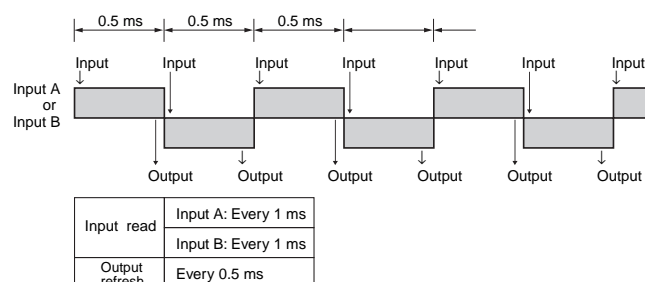 0.5 ms 0.5 ms 0.5 ms
Input Input Input Input Input Input Input
Input A
or
Input B
Output Output Output Output Output Output
Input read
Input A: Every 1 ms
Input B: Every 1 ms
Output
refresh
Every 0.5 ms